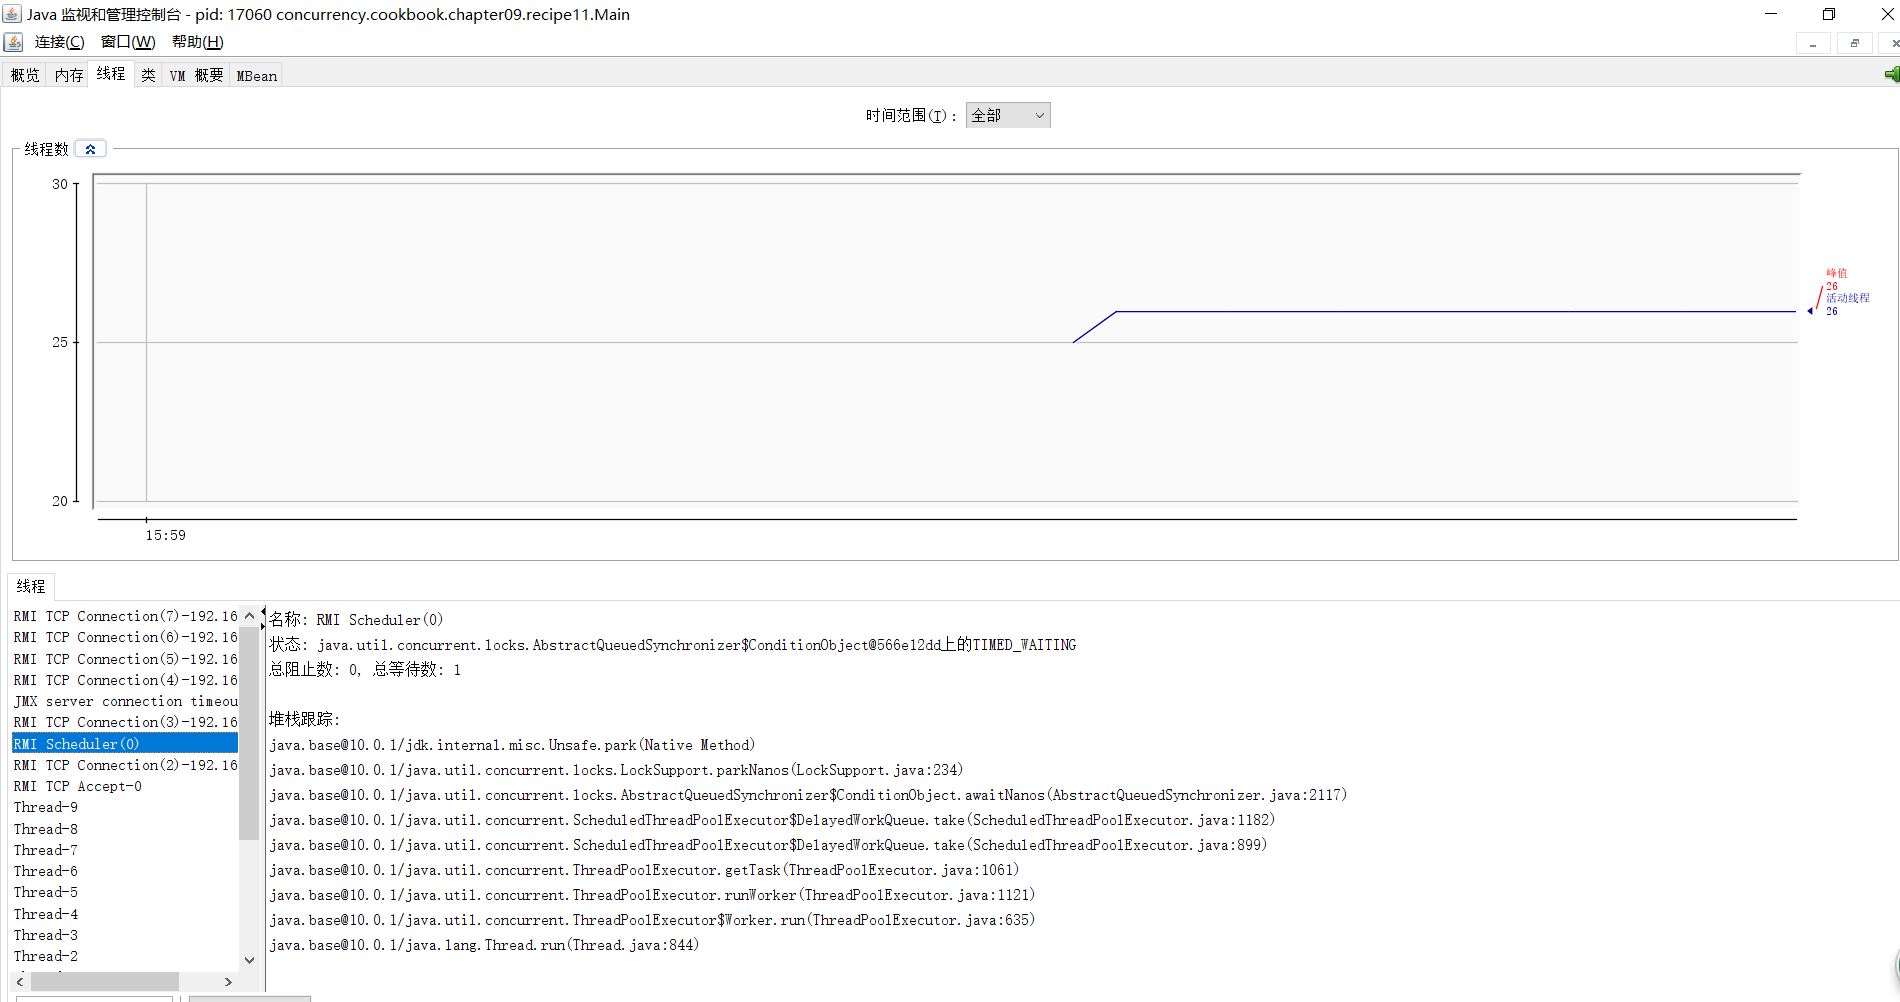 Java 监视和管理控制台 - pid: 17060 concurrency.cookbook.chapter09.recipe11.Main
连接(C) 窗口(W) 帮助(H)
概览 内存 线程 类 VM 概要 MBean
时间范围(T): 全部
线程数
30
25
20
15:59
峰值
26
活动线程
26
线程
RMI TCP Connection(7)-192.16
RMI TCP Connection(6)-192.16
RMI TCP Connection(5)-192.16
RMI TCP Connection(4)-192.16
JMX server connection timeou
RMI TCP Connection(3)-192.16
RMI Scheduler(0)
RMI TCP Connection(2)-192.16
RMI TCP Accept-0
Thread-9
Thread-8
Thread-7
Thread-6
Thread-5
Thread-4
Thread-3
Thread-2
名称: RMI Scheduler(0)
状态: java.util.concurrent.locks.AbstractQueuedSynchronizer$ConditionObject@566e12dd上的TIMED_WAITING
总阻止数: 0, 总等待数: 1
堆栈跟踪:
java.base@10.0.1/jdk.internal.misc.Unsafe.park(Native Method)
java.base@10.0.1/java.util.concurrent.locks.LockSupport.parkNanos(LockSupport.java:234)
java.base@10.0.1/java.util.concurrent.locks.AbstractQueuedSynchronizer$ConditionObject.awaitNanos(AbstractQueuedSynchronizer.java:2117)
java.base@10.0.1/java.util.concurrent.ScheduledThreadPoolExecutor$DelayedWorkQueue.take(ScheduledThreadPoolExecutor.java:1182)
java.base@10.0.1/java.util.concurrent.ScheduledThreadPoolExecutor$DelayedWorkQueue.take(ScheduledThreadPoolExecutor.java:899)
java.base@10.0.1/java.util.concurrent.ThreadPoolExecutor.getTask(ThreadPoolExecutor.java:1061)
java.base@10.0.1/java.util.concurrent.ThreadPoolExecutor.runWorker(ThreadPoolExecutor.java:1121)
java.base@10.0.1/java.util.concurrent.ThreadPoolExecutor$Worker.run(ThreadPoolExecutor.java:635)
java.base@10.0.1/java.lang.Thread.run(Thread.java:844)